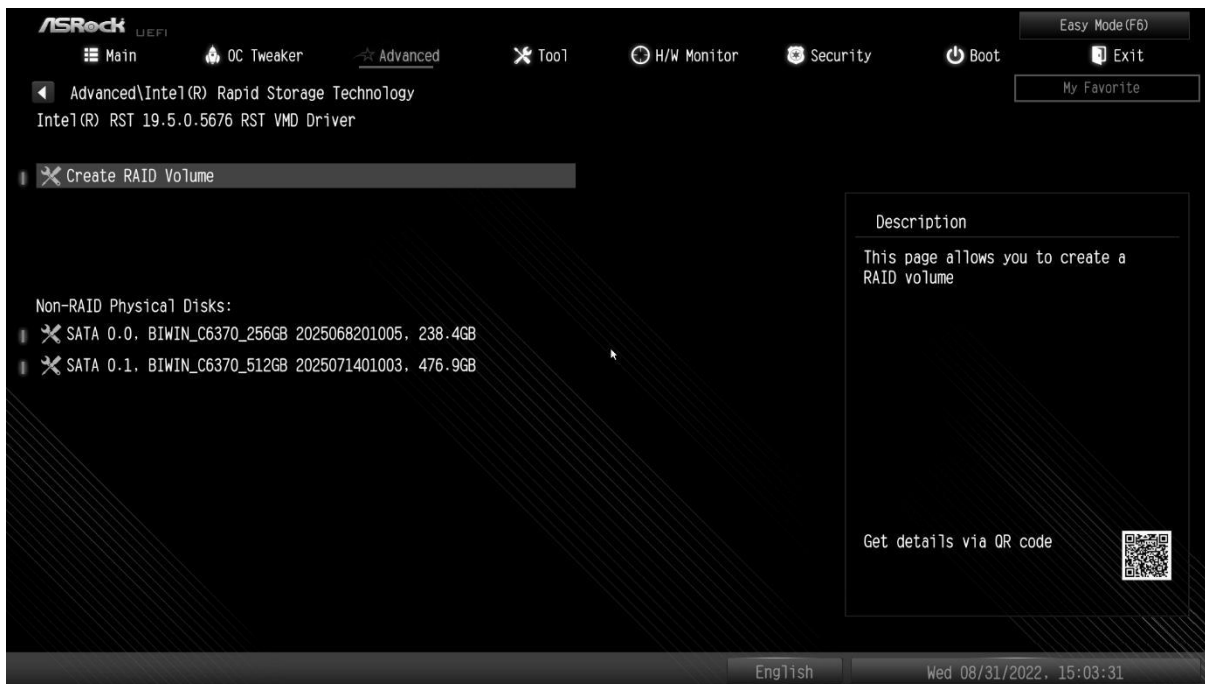 ASRock UEFI
Easy Mode(F6)
Main OC Tweaker Advanced Tool H/W Monitor Security Boot Exit
My Favorite
Advanced\Intel(R) Rapid Storage Technology
Intel(R) RST 19.5.0.5676 RST VMD Driver
Create RAID Volume
Description
This page allows you to create a
RAID volume
Non-RAID Physical Disks:
SATA 0.0, BIWIN_C6370_256GB 2025068201005, 238.4GB
SATA 0.1, BIWIN_C6370_512GB 2025071401003, 476.9GB
Get details via QR code
English
Wed 08/31/2022, 15:03:31